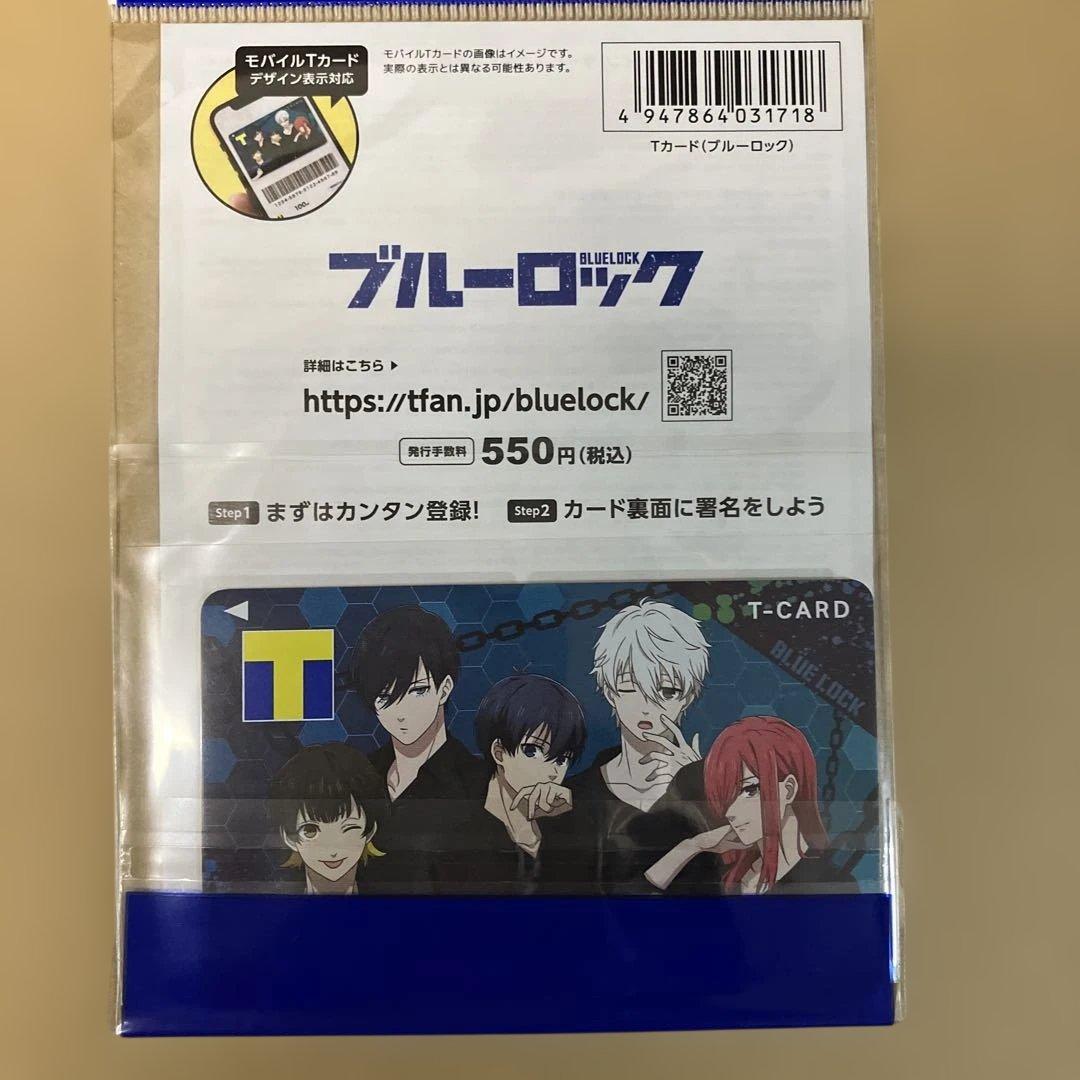 モバイルTカード
デザイン表示対応
モバイルTカードの画像はイメージです。
実際の表示とは異なる可能性あります。
4 947864 031718
Tカード(ブルーロック)
T
100
ブルーロック
BLUELOCK
詳細はこちら ▶
https://tfan.jp/bluelock/
発行手数料 550円(税込)
Step1 まずはカンタン登録! Step2 カード裏面に署名をしよう
T-CARD
T
BLUE LOCK